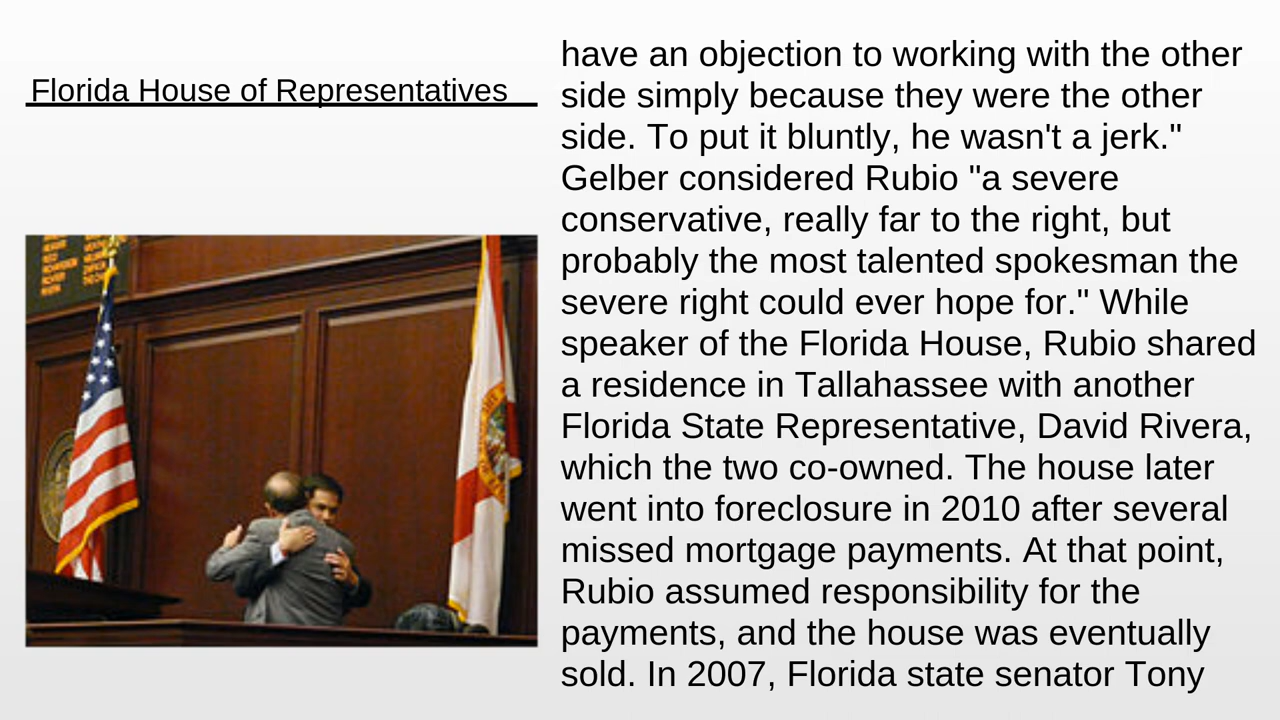 Florida House of Representatives
have an objection to working with the other
side simply because they were the other
side. To put it bluntly, he wasn't a jerk."
Gelber considered Rubio "a severe
conservative, really far to the right, but
probably the most talented spokesman the
severe right could ever hope for." While
speaker of the Florida House, Rubio shared
a residence in Tallahassee with another
Florida State Representative, David Rivera,
which the two co-owned. The house later
went into foreclosure in 2010 after several
missed mortgage payments. At that point,
Rubio assumed responsibility for the
payments, and the house was eventually
sold. In 2007, Florida state senator Tony